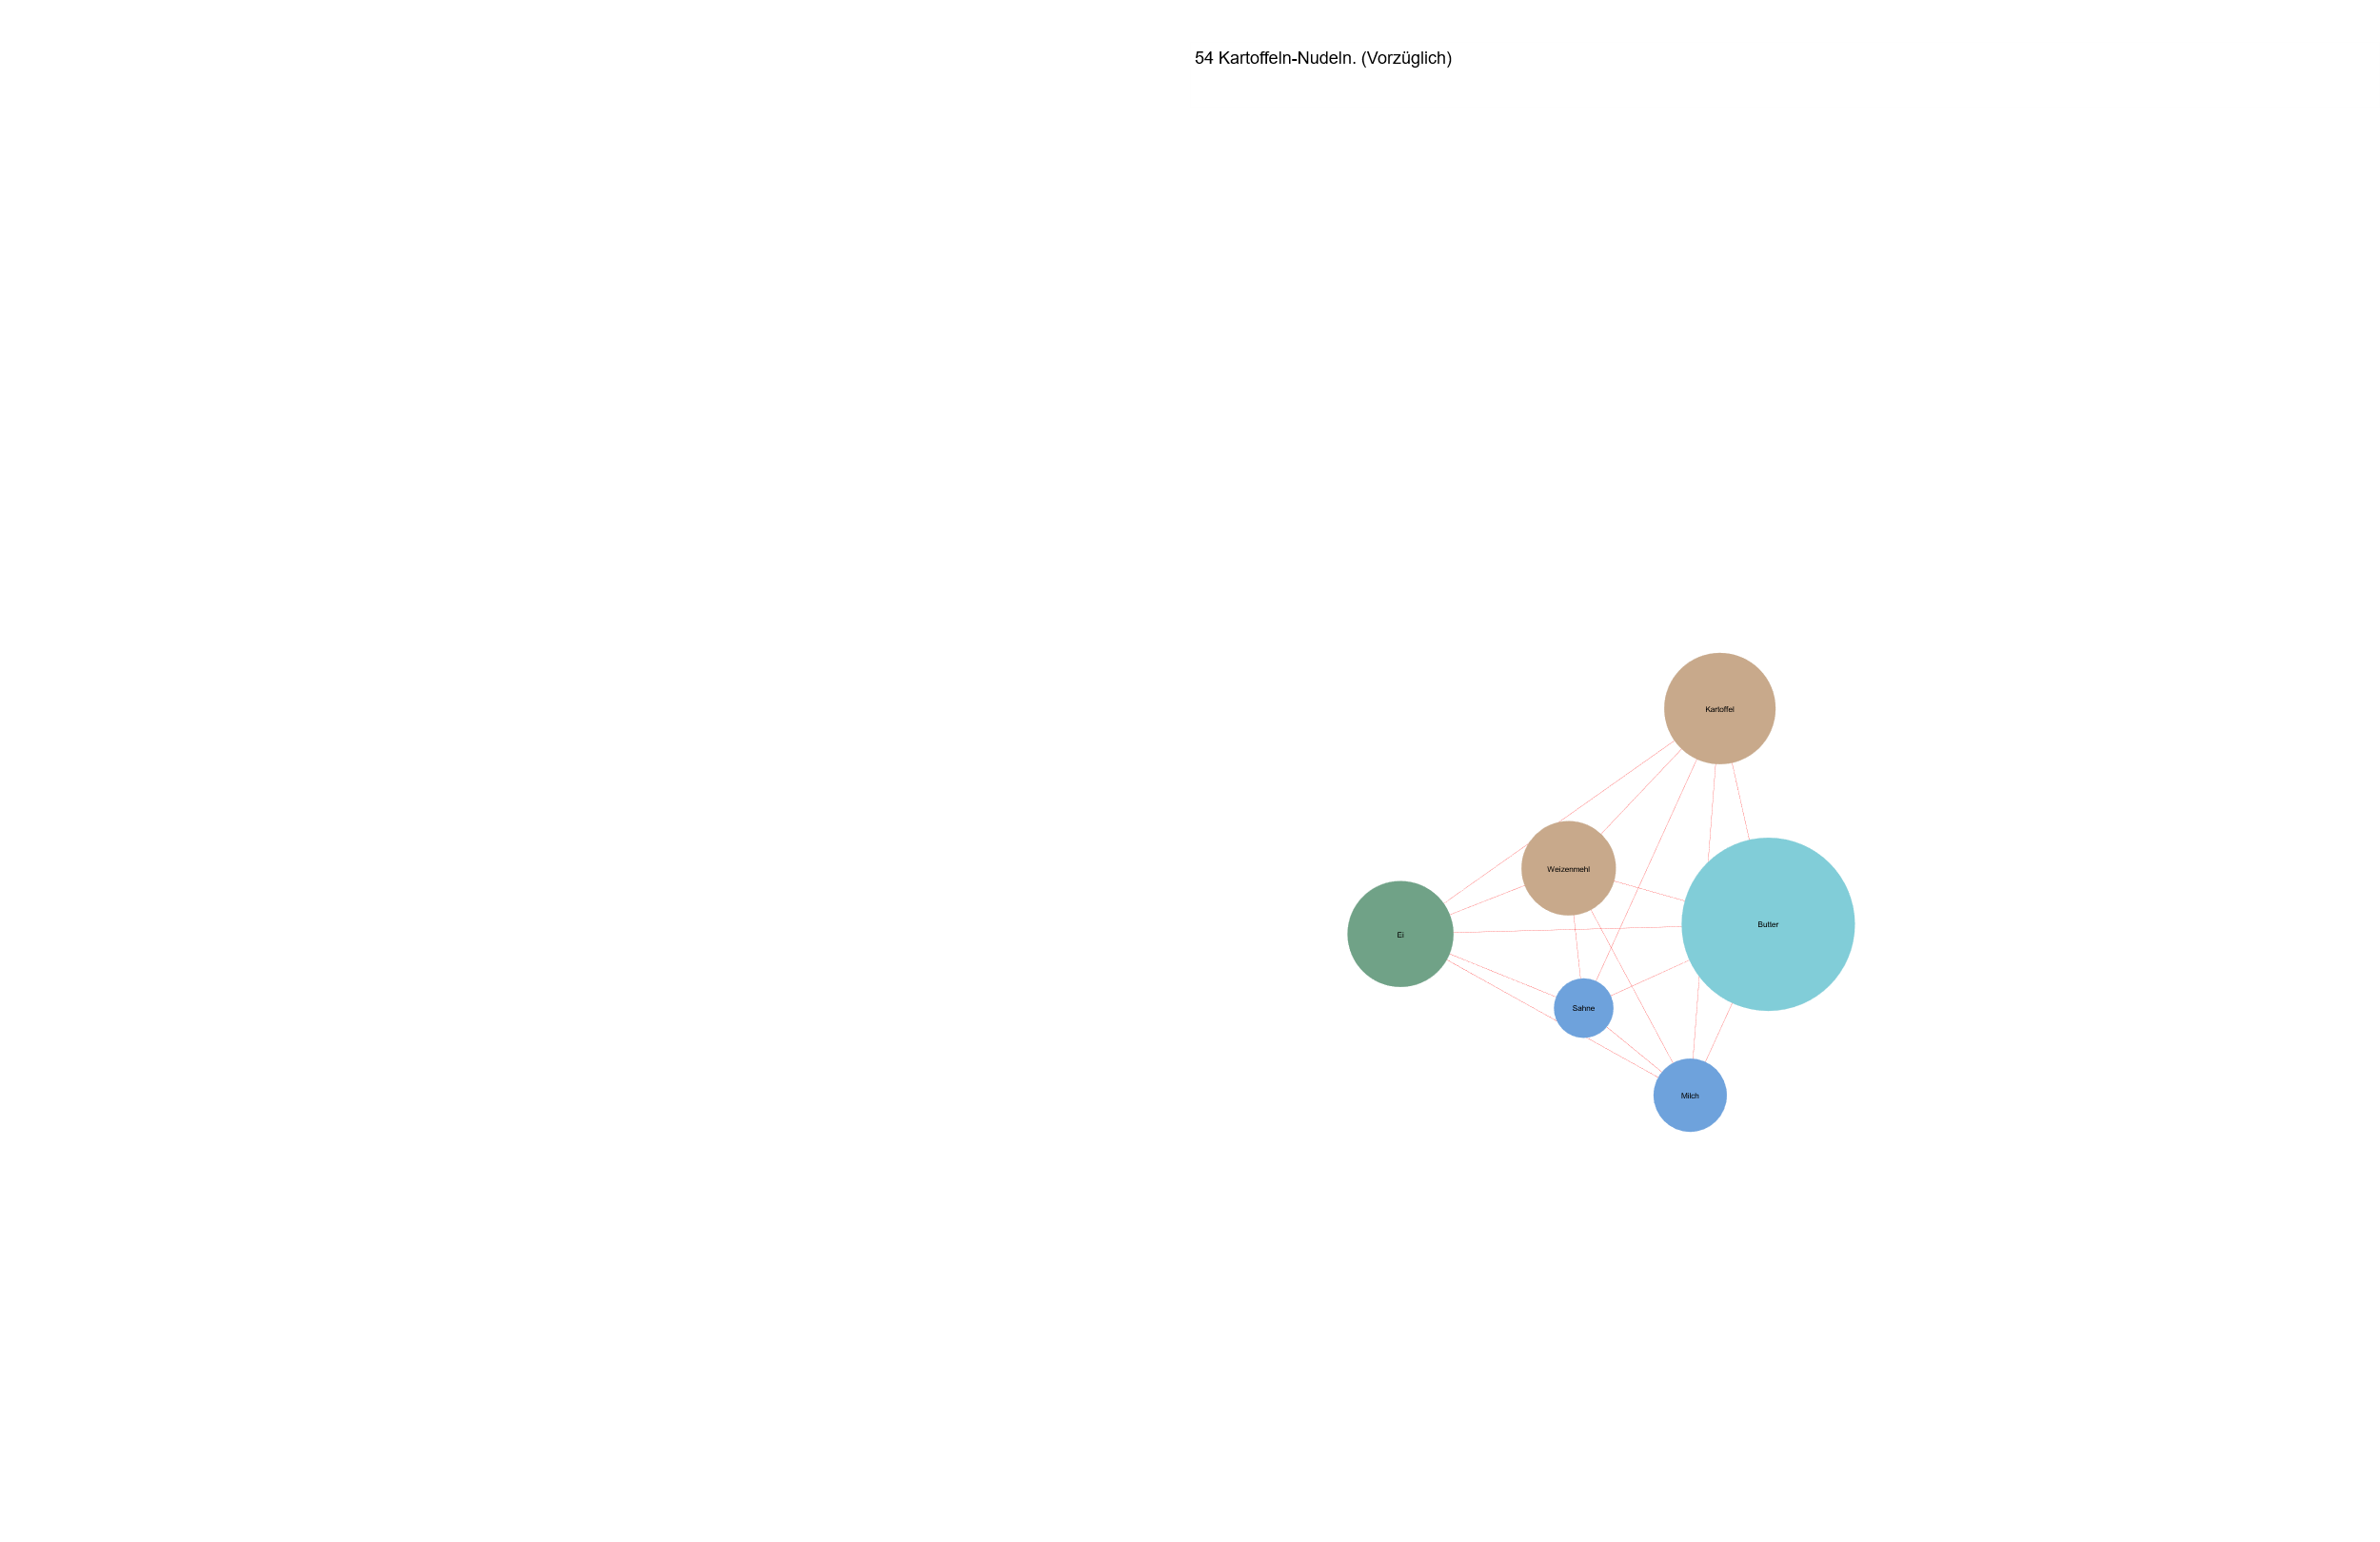 54 Kartoffeln-Nudeln. (Vorzüglich)
Kartoffel
Weizenmehl
Butter
Ei
Sahne
Milch